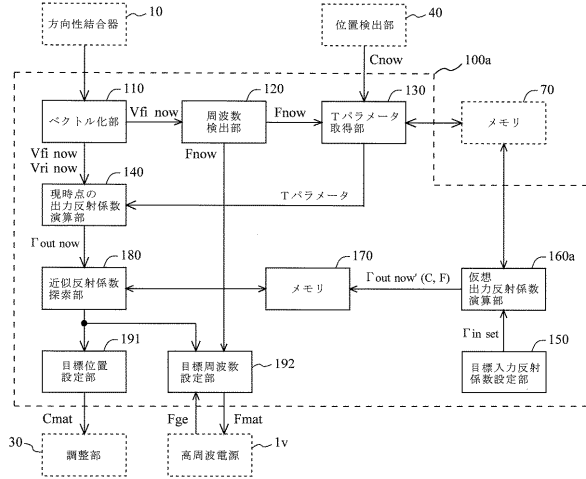 10
方向性結合器
40
位置検出部
Cnow
100a
110
ベクトル化部
Vfi now
120
周波数
検出部
Fnow
130
Tパラメータ
取得部
70
メモリ
Vfi now
Vri now
Fnow
140
現時点の
出力反射係数
演算部
Tパラメータ
Γout now
180
近似反射係数
探索部
170
メモリ
Γout now' (C, F)
160a
仮想
出力反射係数
演算部
Γin set
150
目標入力反射
係数設定部
191
目標位置
設定部
目標周波数
設定部
192
Cmat
Fge
Fmat
30
調整部
高周波電源
1v